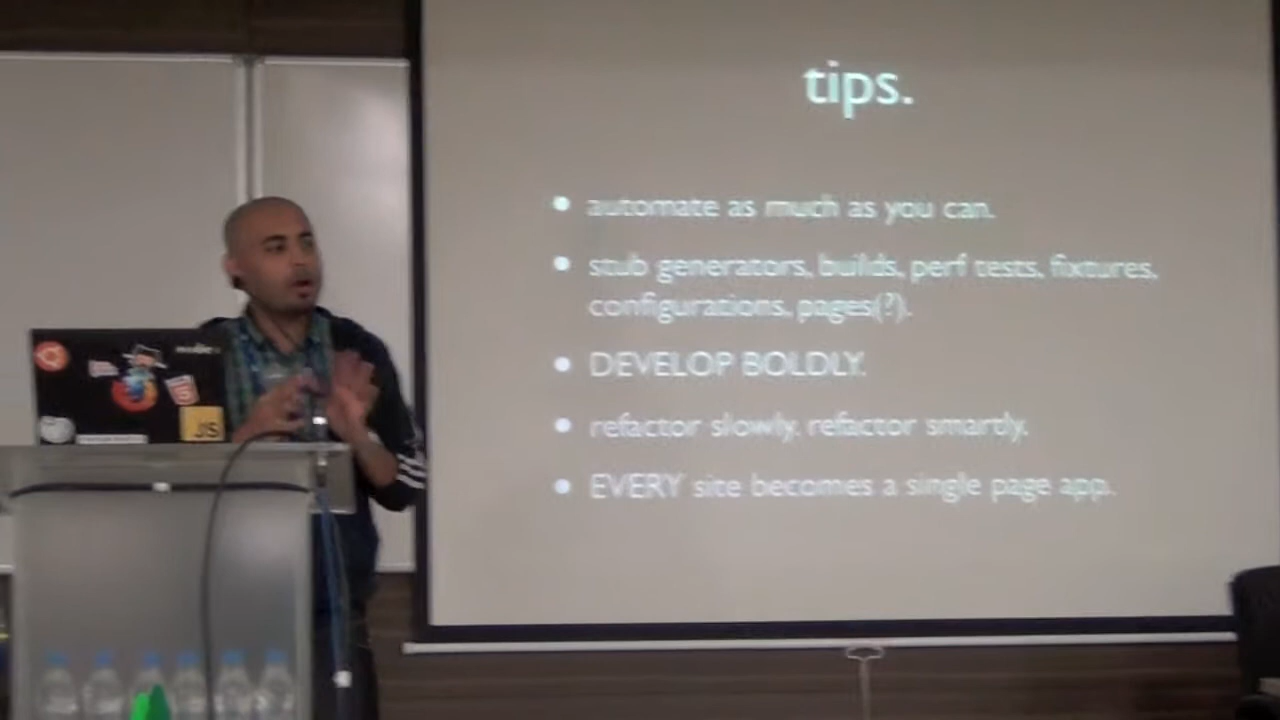 tips.
automate as much as you can.
stub generators, builds, perf tests, fixtures,
configurations, pages(?).
DEVELOP BOLDLY.
refactor slowly, refactor smartly.
EVERY site becomes a single page app.
JS